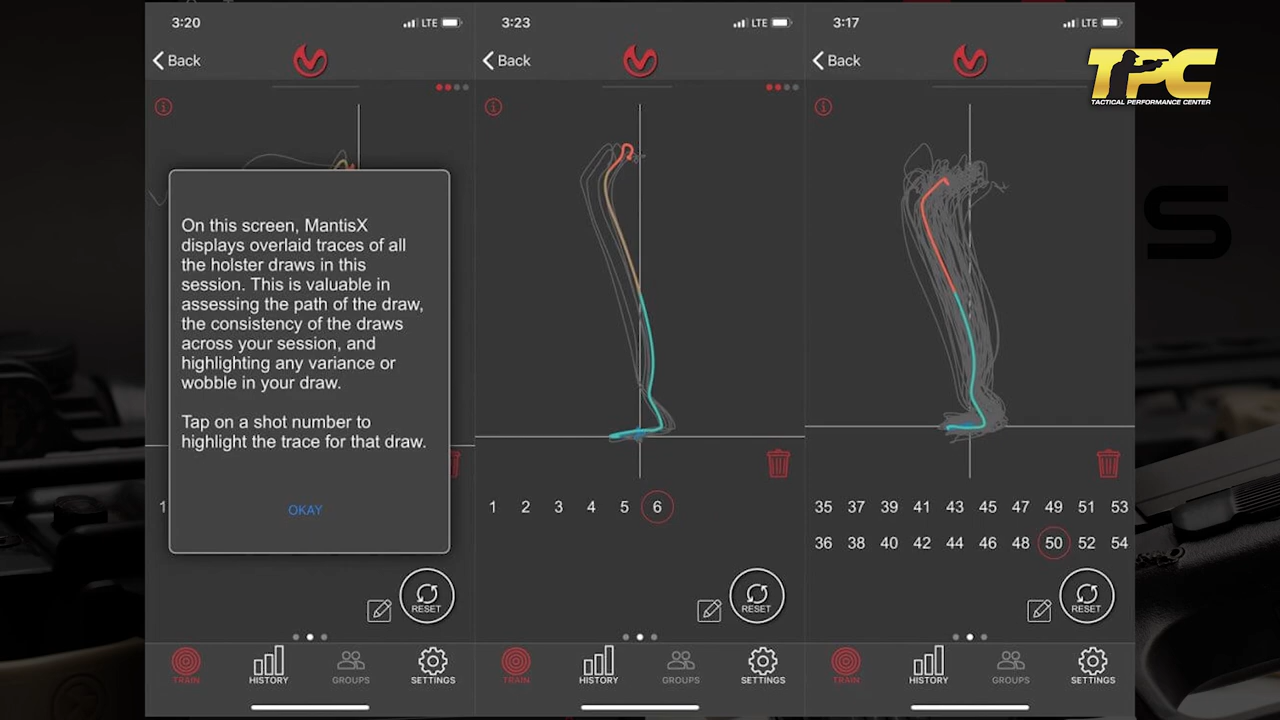 3:20
LTE
Back
On this screen, MantisX
displays overlaid traces of all
the holster draws in this
session. This is valuable in
assessing the path of the draw,
the consistency of the draws
across your session, and
highlighting any variance or
wobble in your draw.
Tap on a shot number to
highlight the trace for that draw.
OKAY
1
RESET
TRAIN
HISTORY
GROUPS
SETTINGS
3:23
LTE
Back
1 2 3 4 5 6
RESET
TRAIN
HISTORY
GROUPS
SETTINGS
3:17
LTE
Back
35 37 39 41 43 45 47 49 51 53
36 38 40 42 44 46 48 50 52 54
RESET
TRAIN
HISTORY
GROUPS
SETTINGS
TPC
TACTICAL PERFORMANCE CENTER
S